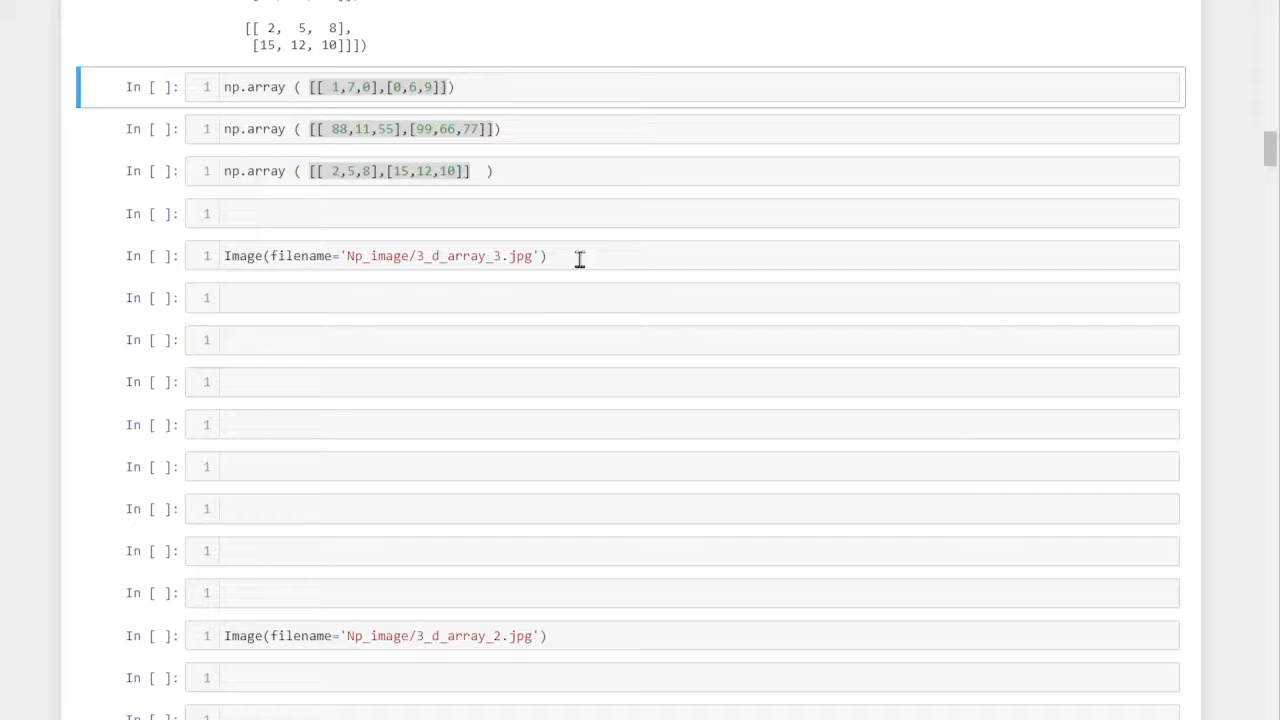 [[ 2, 5, 8],
[15, 12, 10]]])
In [ ]: 1 np.array ( [[ 1,7,0],[0,6,9]])
In [ ]: 1 np.array ( [[ 88,11,55],[99,66,77]])
In [ ]: 1 np.array ( [[ 2,5,8],[15,12,10]] )
In [ ]: 1
In [ ]: 1 Image(filename='Np_image/3_d_array_3.jpg')
In [ ]: 1
In [ ]: 1
In [ ]: 1
In [ ]: 1
In [ ]: 1
In [ ]: 1
In [ ]: 1
In [ ]: 1
In [ ]: 1 Image(filename='Np_image/3_d_array_2.jpg')
In [ ]: 1